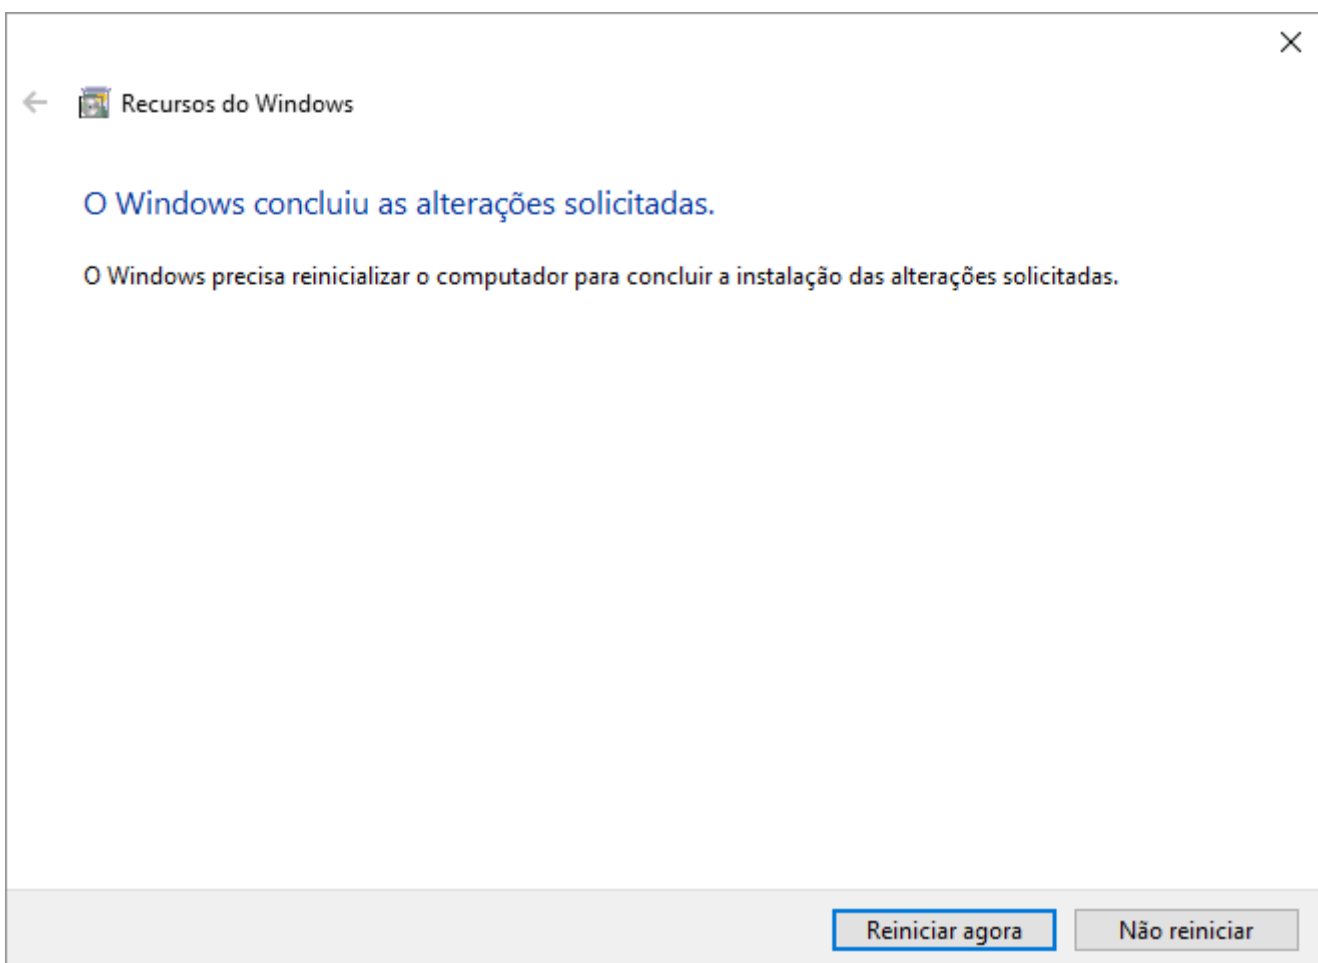 Recursos do Windows
O Windows concluiu as alterações solicitadas.
O Windows precisa reinicializar o computador para concluir a instalação das alterações solicitadas.
Reiniciar agora
Não reiniciar